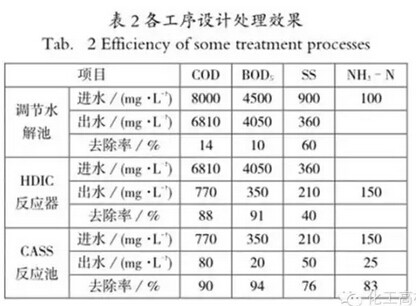 表 2 各工序设计处理效果
Tab. 2 Efficiency of some treatment processes
项目 COD BOD₅ SS NH₃-N
调节水解池 进水 / (mg·L⁻¹) 8000 4500 900 100
出水 / (mg·L⁻¹) 6810 4050 360
去除率 / % 14 10 60
HDIC 反应器 进水 / (mg·L⁻¹) 6810 4050 360
出水 / (mg·L⁻¹) 770 350 210 150
去除率 / % 88 91 40
CASS 反应池 进水 / (mg·L⁻¹) 770 350 210 150
出水 / (mg·L⁻¹) 80 20 50 25
去除率 / % 90 94 76 83
化工高